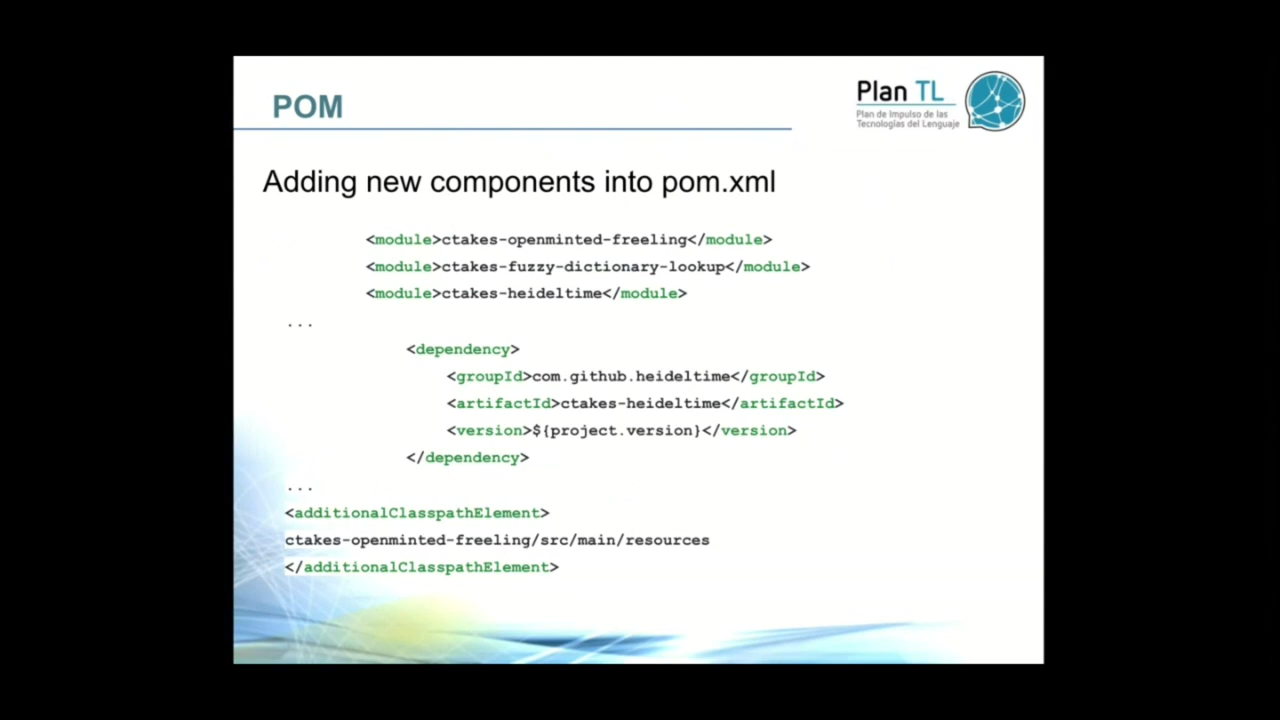 POM
Plan TL
Plan de Impulso de las
Tecnologías del Lenguaje
Adding new components into pom.xml
<module>ctakes-openminted-freeling</module>
<module>ctakes-fuzzy-dictionary-lookup</module>
<module>ctakes-heideltime</module>
...
<dependency>
<groupId>com.github.heideltime</groupId>
<artifactId>ctakes-heideltime</artifactId>
<version>${project.version}</version>
</dependency>
...
<additionalClasspathElement>
ctakes-openminted-freeling/src/main/resources
</additionalClasspathElement>